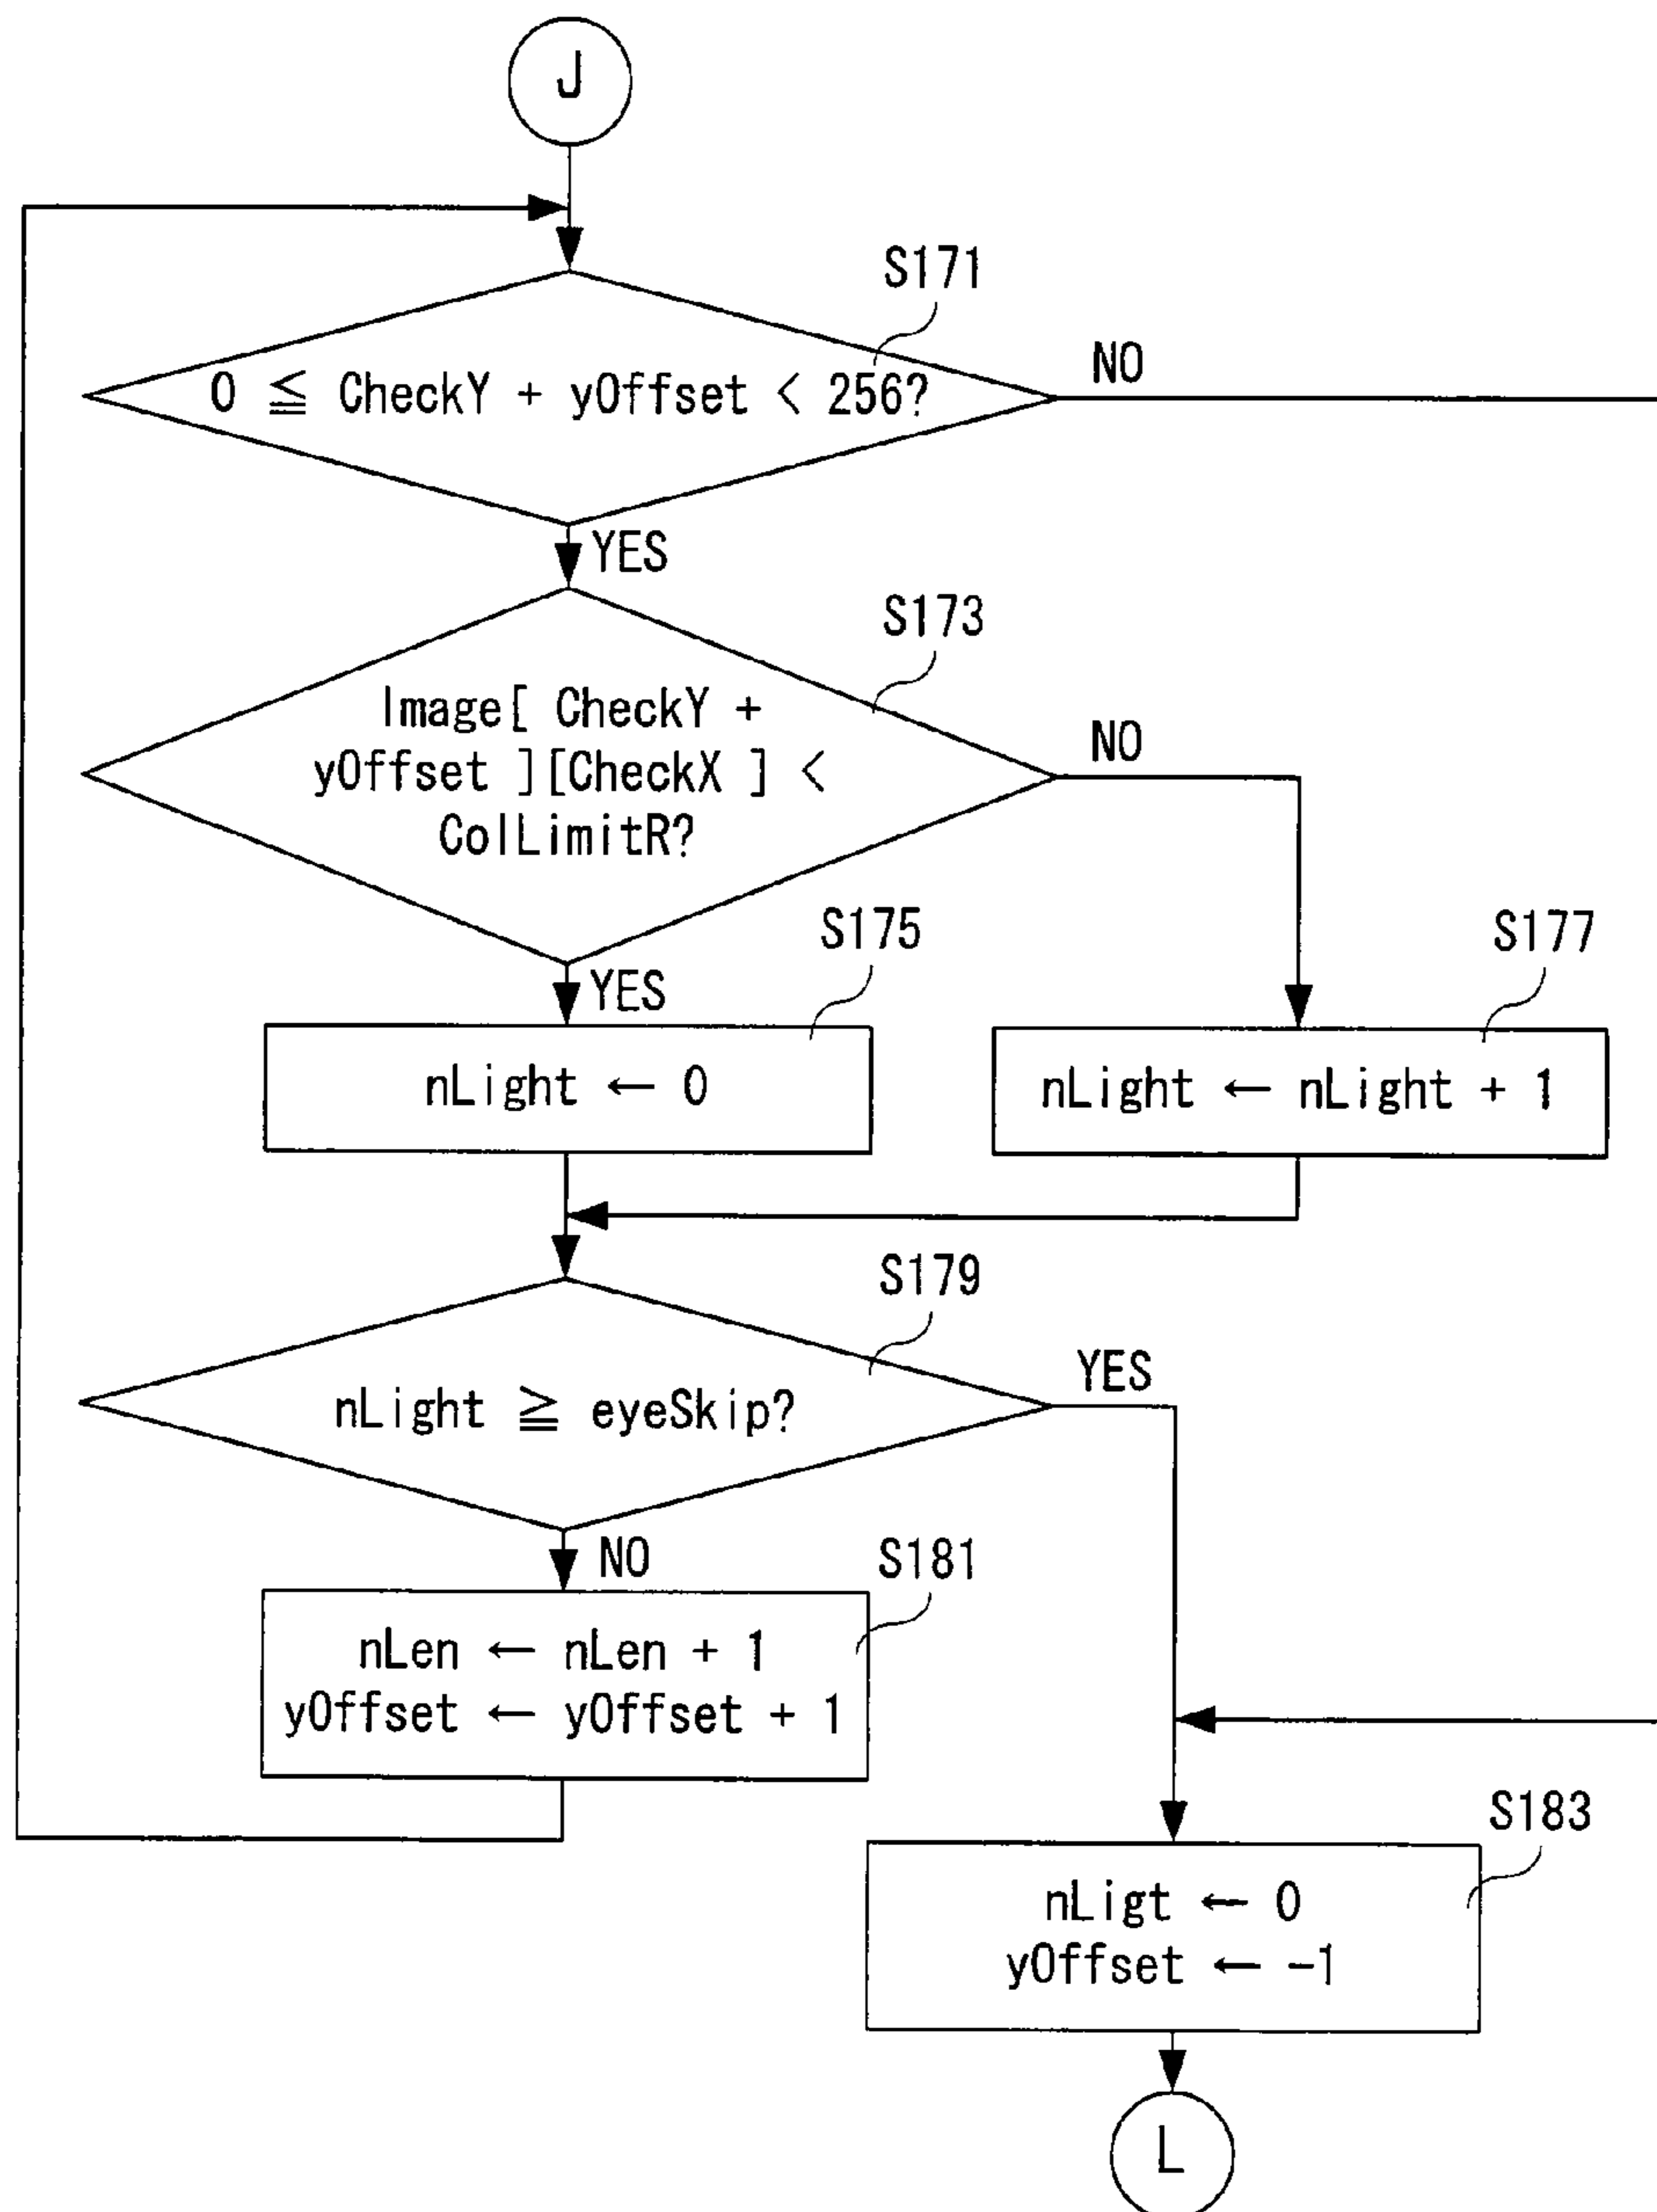 J
S171
0 ≦ CheckY + yOffset < 256?
NO
YES
S173
Image[ CheckY +
yOffset ][CheckX ] <
ColLimitR?
NO
YES
S175
nLight ← 0
S177
nLight ← nLight + 1
S179
nLight ≧ eyeSkip?
YES
NO
S181
nLen ← nLen + 1
yOffset ← yOffset + 1
S183
nLigt ← 0
yOffset ← -1
L